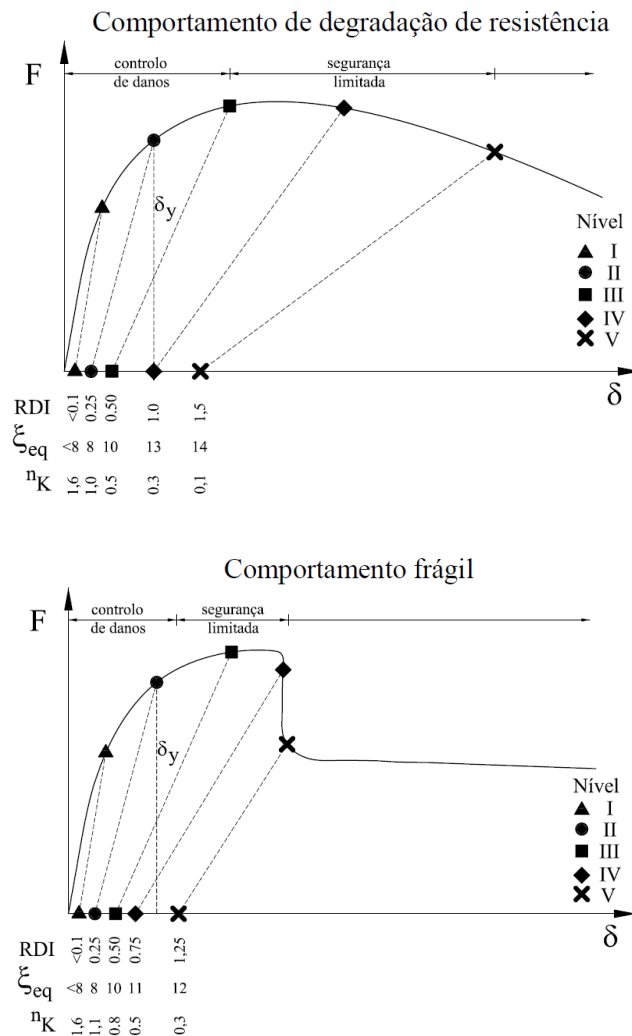 Comportamento de degradação de resistência
F
controlo
de danos
segurança
limitada
δy
Nível
I
II
III
IV
V
δ
RDI <0.1 0.25 0.50 1.0 1,5
ξeq <8 8 10 13 14
nK 1,6 1,0 0.5 0.3 0,1
Comportamento frágil
F
controlo
de danos
segurança
limitada
δy
Nível
I
II
III
IV
V
δ
RDI <0.1 0.25 0.50 0.75 1,25
ξeq <8 8 10 11 12
nK 1,6 1,1 0.8 0.5 0,3